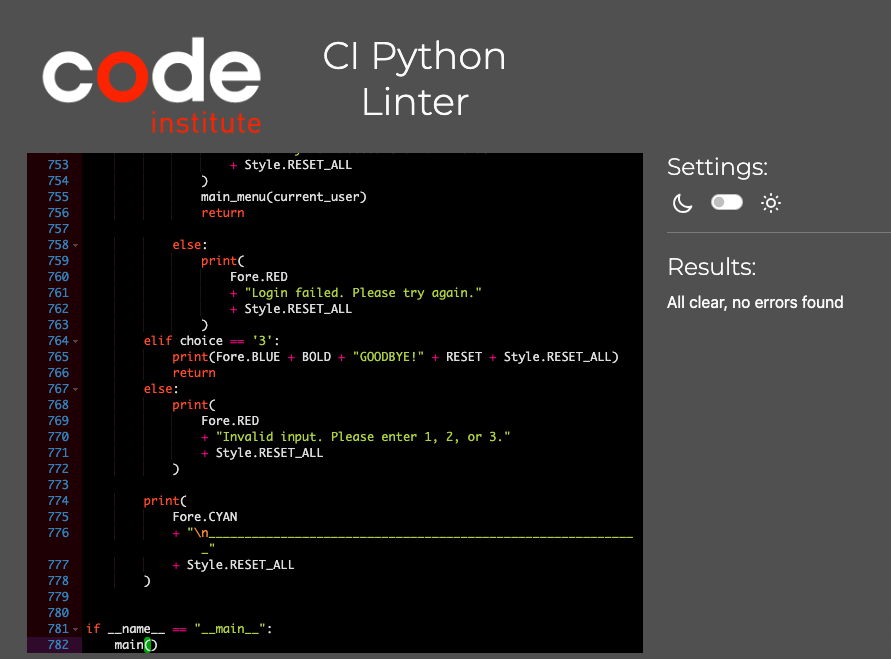 code
institute
CI Python
Linter
753 + Style.RESET_ALL
754 )
755 main_menu(current_user)
756 return
757
758 else:
759 print(
760 Fore.RED
761 + "Login failed. Please try again."
762 + Style.RESET_ALL
763 )
764 elif choice == '3':
765 print(Fore.BLUE + BOLD + "GOODBYE!" + RESET + Style.RESET_ALL)
766 return
767 else:
768 print(
769 Fore.RED
770 + "Invalid input. Please enter 1, 2, or 3."
771 + Style.RESET_ALL
772 )
773
774 print(
775 Fore.CYAN
776 + "\n___________________________________________________________
_"
777 + Style.RESET_ALL
778 )
779
780
781 if __name__ == "__main__":
782 main()
Settings:
Results:
All clear, no errors found